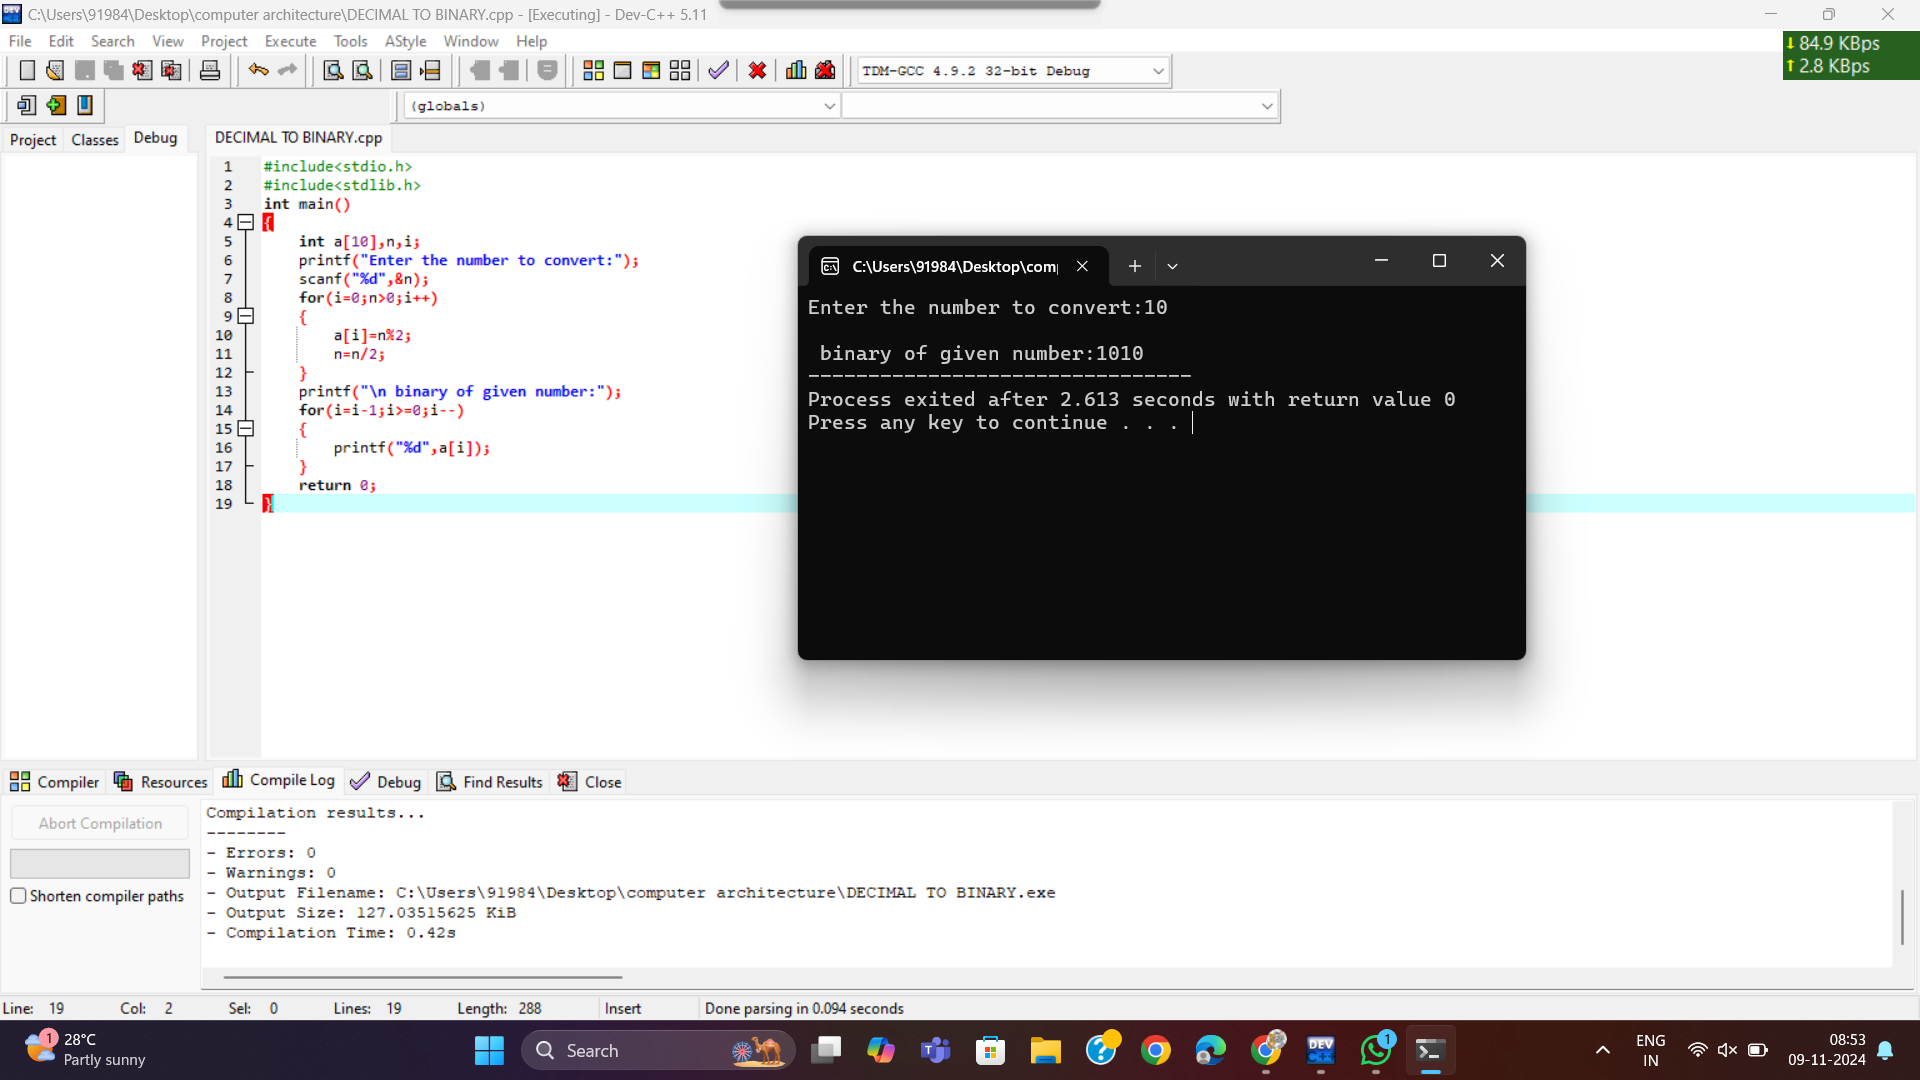 C:\Users\91984\Desktop\computer architecture\DECIMAL TO BINARY.cpp - [Executing] - Dev-C++ 5.11
File Edit Search View Project Execute Tools AStyle Window Help
↓ 84.9 KBps
↑ 2.8 KBps
TDM-GCC 4.9.2 32-bit Debug
(globals)
Project Classes Debug
DECIMAL TO BINARY.cpp
1 #include<stdio.h>
2 #include<stdlib.h>
3 int main()
4 {
5 int a[10],n,i;
6 printf("Enter the number to convert:");
7 scanf("%d",&n);
8 for(i=0;n>0;i++)
9 {
10 a[i]=n%2;
11 n=n/2;
12 }
13 printf("\n binary of given number:");
14 for(i=i-1;i>=0;i--)
15 {
16 printf("%d",a[i]);
17 }
18 return 0;
19 }
C:\Users\91984\Desktop\com
Enter the number to convert:10
binary of given number:1010
--------------------------------
Process exited after 2.613 seconds with return value 0
Press any key to continue . . .
Compiler Resources Compile Log Debug Find Results Close
Abort Compilation
Shorten compiler paths
Compilation results...
--------
- Errors: 0
- Warnings: 0
- Output Filename: C:\Users\91984\Desktop\computer architecture\DECIMAL TO BINARY.exe
- Output Size: 127.03515625 KiB
- Compilation Time: 0.42s
Line: 19 Col: 2 Sel: 0 Lines: 19 Length: 288 Insert Done parsing in 0.094 seconds
1
28°C
Partly sunny
Search
DEV
1
ENG
IN
08:53
09-11-2024